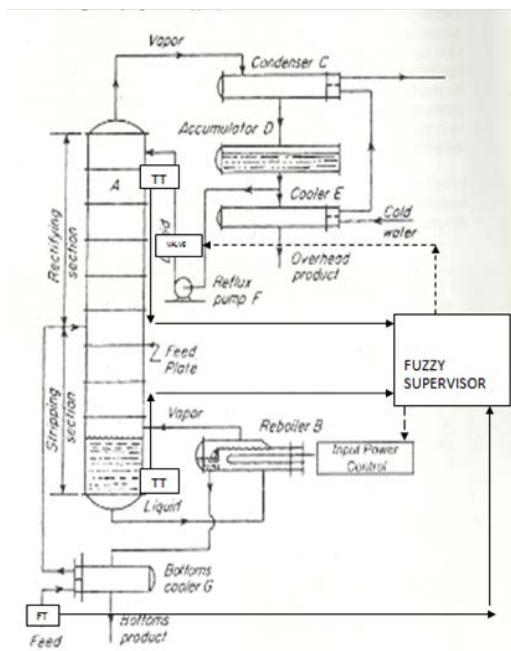 Vapor
Condenser C
Accumulator D
A
TT
Cooler E
Cold
water
VALVE
Rectifying
section
Overhead
product
Reflux
pump F
Feed
Plate
FUZZY
SUPERVISOR
Stripping
section
Vapor
Reboiler B
Input Power
Control
TT
Liquid
Bottoms
cooler G
FT
Feed
Bottoms
product